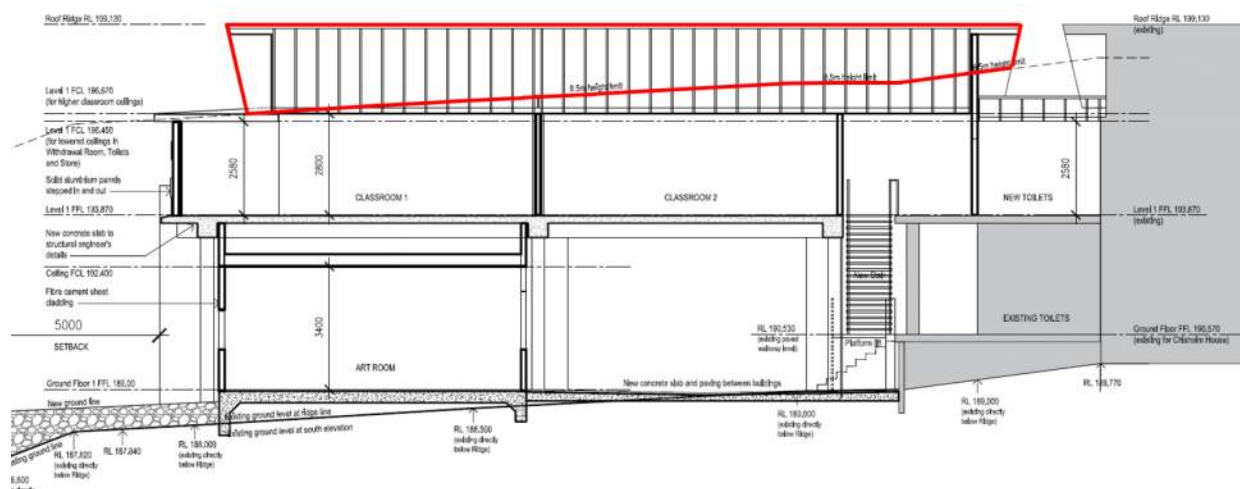 Roof Ridge RL 199,130
Roof Ridge RL 199,130
(existing)
8.5m height limit
8.5m height limit
.5m height limit
Level 1 FCL 196,670
(for higher classroom ceilings)
Level 1 FCL 196,450
(for lowered ceilings in
Withdrawal Room, Toilets
and Store)
Solid aluminium panels
stepped in and out
2580
2800
2580
CLASSROOM 1
CLASSROOM 2
NEW TOILETS
Level 1 FFL 193,870
Level 1 FFL 193,870
(existing)
New concrete slab to
structural engineer's
details
Ceiling FCL 192,400
Fibre cement sheet
cladding
New Stair
5000
SETBACK
3400
EXISTING TOILETS
RL 190,530
(existing paved
walkway level)
Platform lift
Ground Floor FFL 190,570
(existing for Chisholm House)
ART ROOM
Ground Floor 1 FFL 189,00
New concrete slab and paving between buildings
New ground line
Existing ground level at ridge line
Existing ground level at south elevation
existing ground line
RL 187,820
(existing directly
below Ridge)
RL 187,840
RL 188,000
(existing directly
below Ridge)
RL 188,500
(existing directly
below Ridge)
(existing directly
below Ridge)
RL 189,000
(existing directly
below Ridge)